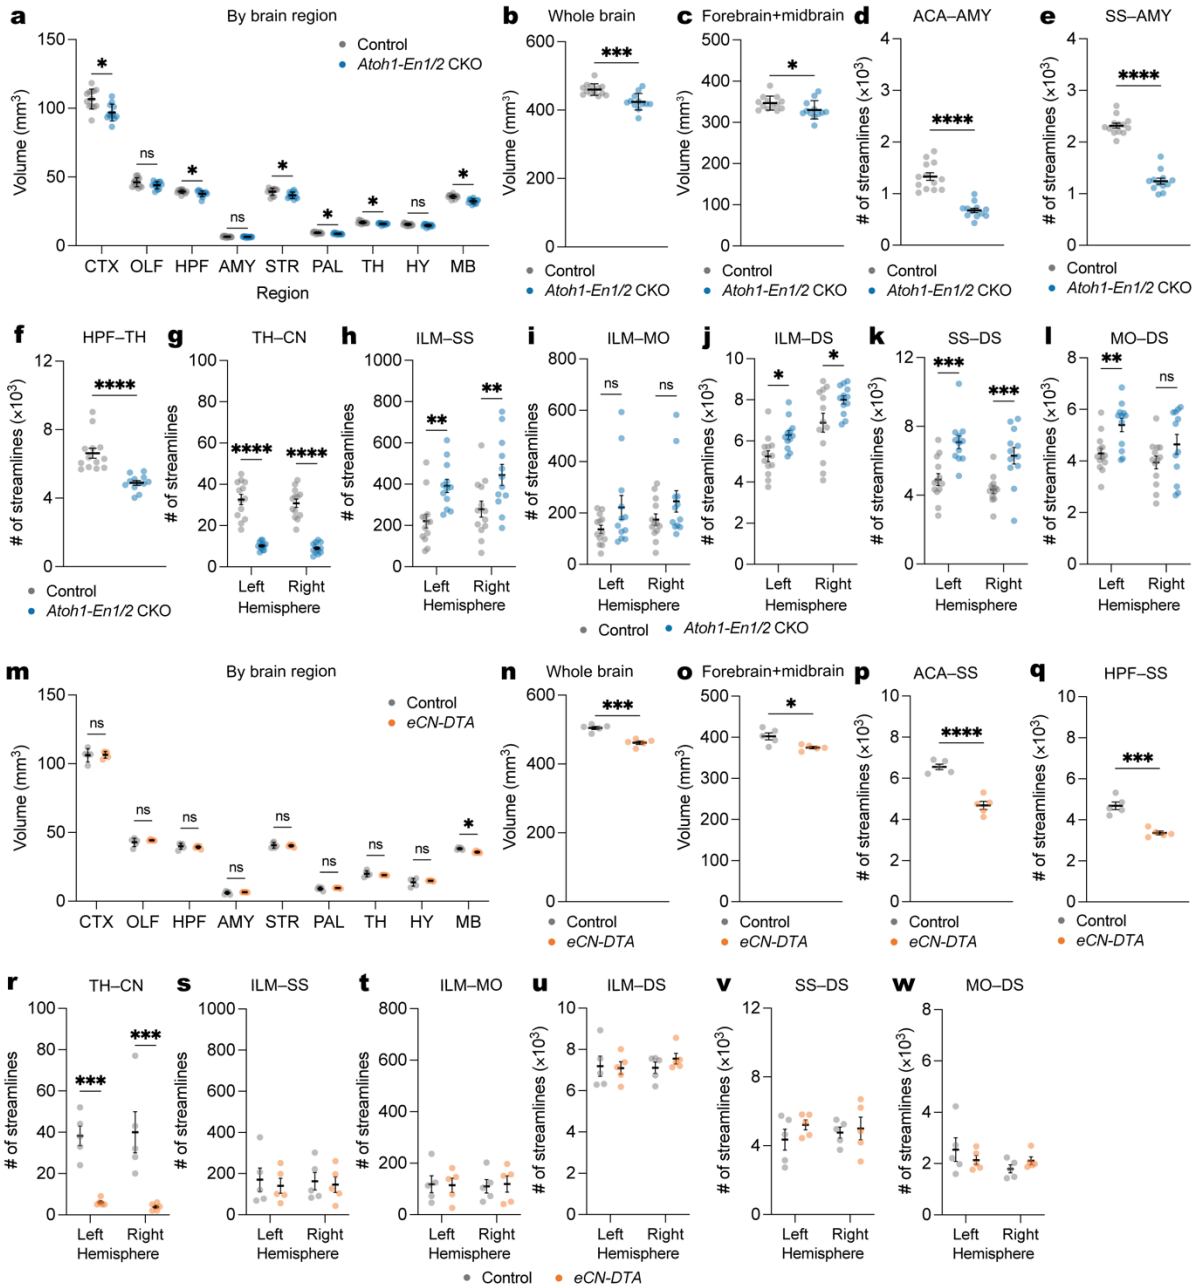 a By brain region
Volume (mm³)
150
100
50
0
* ns * ns * * * ns *
Control
Atoh1-En1/2 CKO
CTX OLF HPF AMY STR PAL TH HY MB
Region
b Whole brain
Volume (mm³)
600
400
200
0
***
Control
Atoh1-En1/2 CKO
c Forebrain+midbrain
Volume (mm³)
500
400
300
200
100
0
*
Control
Atoh1-En1/2 CKO
d ACA–AMY
# of streamlines (×10³)
4
3
2
1
0
****
Control
Atoh1-En1/2 CKO
e SS–AMY
# of streamlines (×10³)
4
3
2
1
0
****
Control
Atoh1-En1/2 CKO
f HPF–TH
# of streamlines (×10³)
12
8
4
0
****
Control
Atoh1-En1/2 CKO
g TH–CN
# of streamlines
100
80
60
40
20
0
**** ****
Left Right
Hemisphere
h ILM–SS
# of streamlines
1000
800
600
400
200
0
** **
Left Right
Hemisphere
i ILM–MO
# of streamlines
800
600
400
200
0
ns ns
Left Right
Hemisphere
j ILM–DS
# of streamlines (×10³)
10
8
6
4
2
0
* *
Left Right
Hemisphere
k SS–DS
# of streamlines (×10³)
12
8
4
0
*** ***
Left Right
Hemisphere
l MO–DS
# of streamlines (×10³)
8
6
4
2
0
** ns
Left Right
Hemisphere
Control Atoh1-En1/2 CKO
m By brain region
Volume (mm³)
150
100
50
0
ns ns ns ns ns ns ns ns *
Control
eCN-DTA
CTX OLF HPF AMY STR PAL TH HY MB
n Whole brain
Volume (mm³)
600
400
200
0
***
Control
eCN-DTA
o Forebrain+midbrain
Volume (mm³)
500
400
300
200
100
0
*
Control
eCN-DTA
p ACA–SS
# of streamlines (×10³)
10
8
6
4
2
0
****
Control
eCN-DTA
q HPF–SS
# of streamlines (×10³)
10
8
6
4
2
0
***
Control
eCN-DTA
r TH–CN
# of streamlines
100
80
60
40
20
0
*** ***
Left Right
Hemisphere
s ILM–SS
# of streamlines
1000
800
600
400
200
0
Left Right
Hemisphere
t ILM–MO
# of streamlines
800
600
400
200
0
Left Right
Hemisphere
u ILM–DS
# of streamlines (×10³)
10
8
6
4
2
0
Left Right
Hemisphere
v SS–DS
# of streamlines (×10³)
12
8
4
0
Left Right
Hemisphere
w MO–DS
# of streamlines (×10³)
8
6
4
2
0
Left Right
Hemisphere
Control eCN-DTA